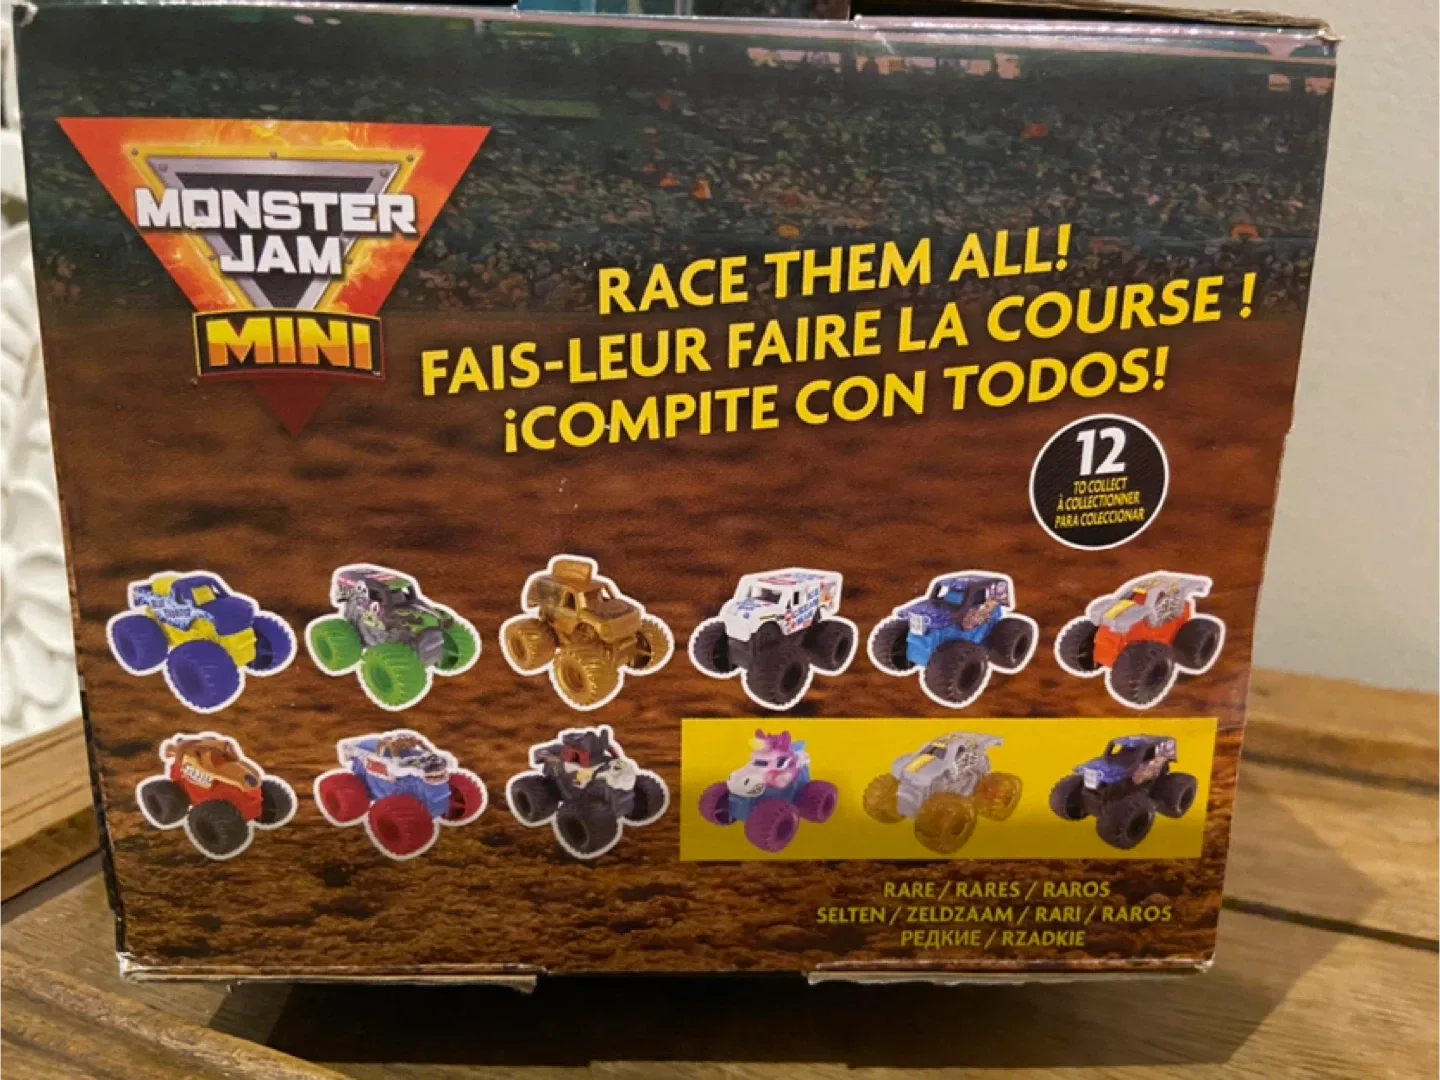 MONSTER
JAM
MINI
RACE THEM ALL!
FAIS-LEUR FAIRE LA COURSE !
¡COMPITE CON TODOS!
12
TO COLLECT
À COLLECTIONNER
PARA COLECCIONAR
RARE / RARES / RAROS
SELTEN / ZELDZAAM / RARI / RAROS
РЕДКИЕ / RZADKIE